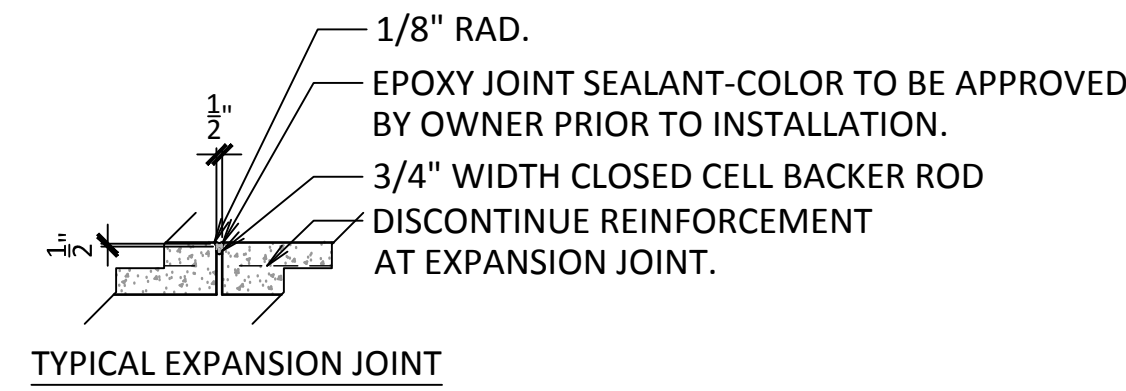 1/8" RAD.
EPOXY JOINT SEALANT-COLOR TO BE APPROVED
BY OWNER PRIOR TO INSTALLATION.
1/2"
3/4" WIDTH CLOSED CELL BACKER ROD
DISCONTINUE REINFORCEMENT
AT EXPANSION JOINT.
1/2"
TYPICAL EXPANSION JOINT